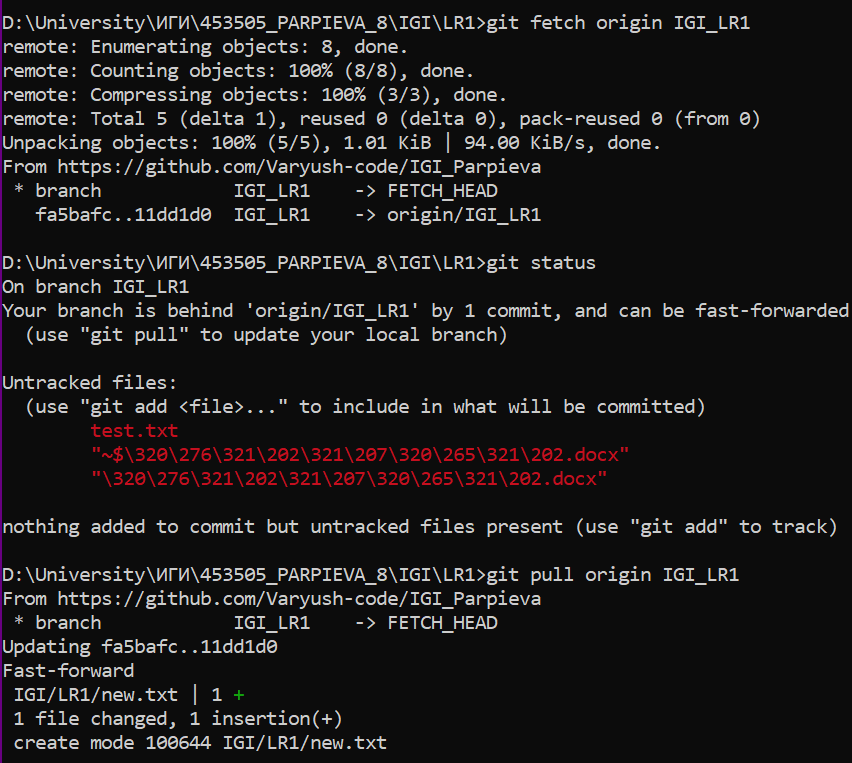 D:\University\ИГИ\453505_PARPIEVA_8\IGI\LR1>git fetch origin IGI_LR1
remote: Enumerating objects: 8, done.
remote: Counting objects: 100% (8/8), done.
remote: Compressing objects: 100% (3/3), done.
remote: Total 5 (delta 1), reused 0 (delta 0), pack-reused 0 (from 0)
Unpacking objects: 100% (5/5), 1.01 KiB | 94.00 KiB/s, done.
From https://github.com/Varyush-code/IGI_Parpieva
 * branch            IGI_LR1    -> FETCH_HEAD
   fa5bafc..11dd1d0  IGI_LR1    -> origin/IGI_LR1

D:\University\ИГИ\453505_PARPIEVA_8\IGI\LR1>git status
On branch IGI_LR1
Your branch is behind 'origin/IGI_LR1' by 1 commit, and can be fast-forwarded
  (use "git pull" to update your local branch)

Untracked files:
  (use "git add <file>..." to include in what will be committed)
        test.txt
        "~$\320\276\321\202\321\207\320\265\321\202.docx"
        "\320\276\321\202\321\207\320\265\321\202.docx"

nothing added to commit but untracked files present (use "git add" to track)

D:\University\ИГИ\453505_PARPIEVA_8\IGI\LR1>git pull origin IGI_LR1
From https://github.com/Varyush-code/IGI_Parpieva
 * branch            IGI_LR1    -> FETCH_HEAD
Updating fa5bafc..11dd1d0
Fast-forward
 IGI/LR1/new.txt | 1 +
 1 file changed, 1 insertion(+)
 create mode 100644 IGI/LR1/new.txt